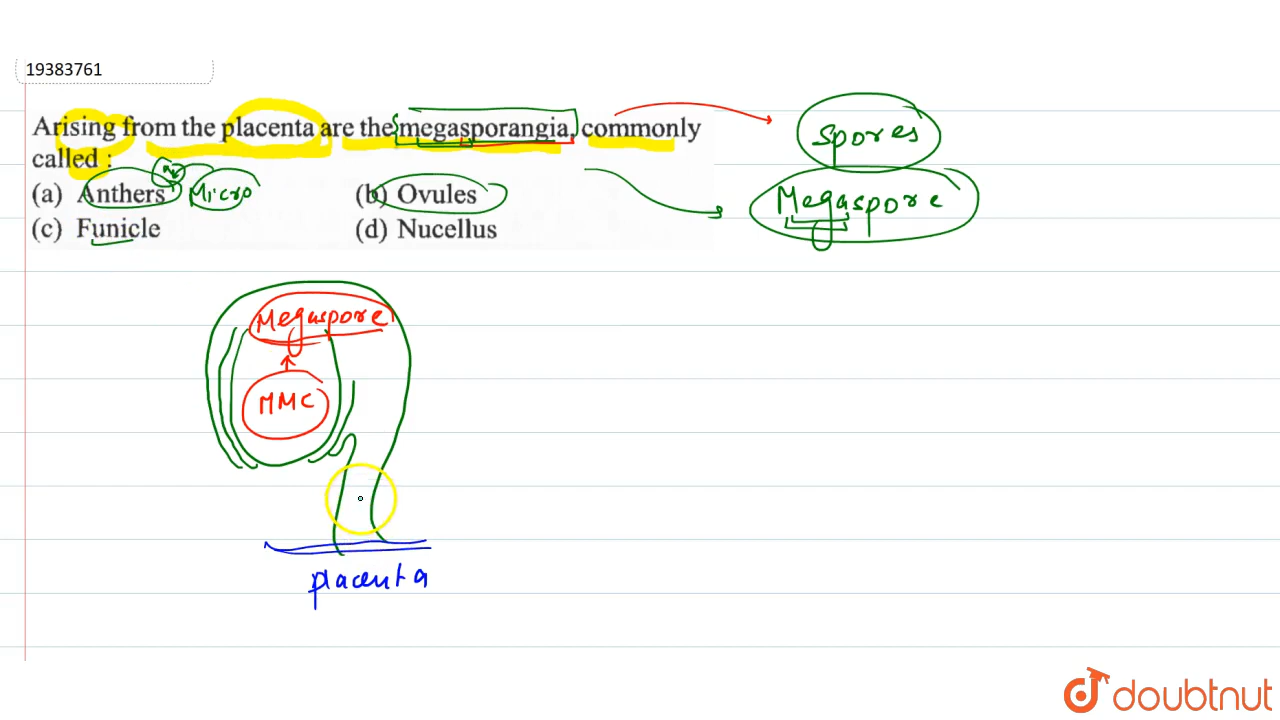 19383761
Arising from the placenta are the megasporangia, commonly
called :
(a) Anthers Micro (b) Ovules
(c) Funicle (d) Nucellus
Spores
Megaspore
Megaspore
MMC
placenta
doubtnut